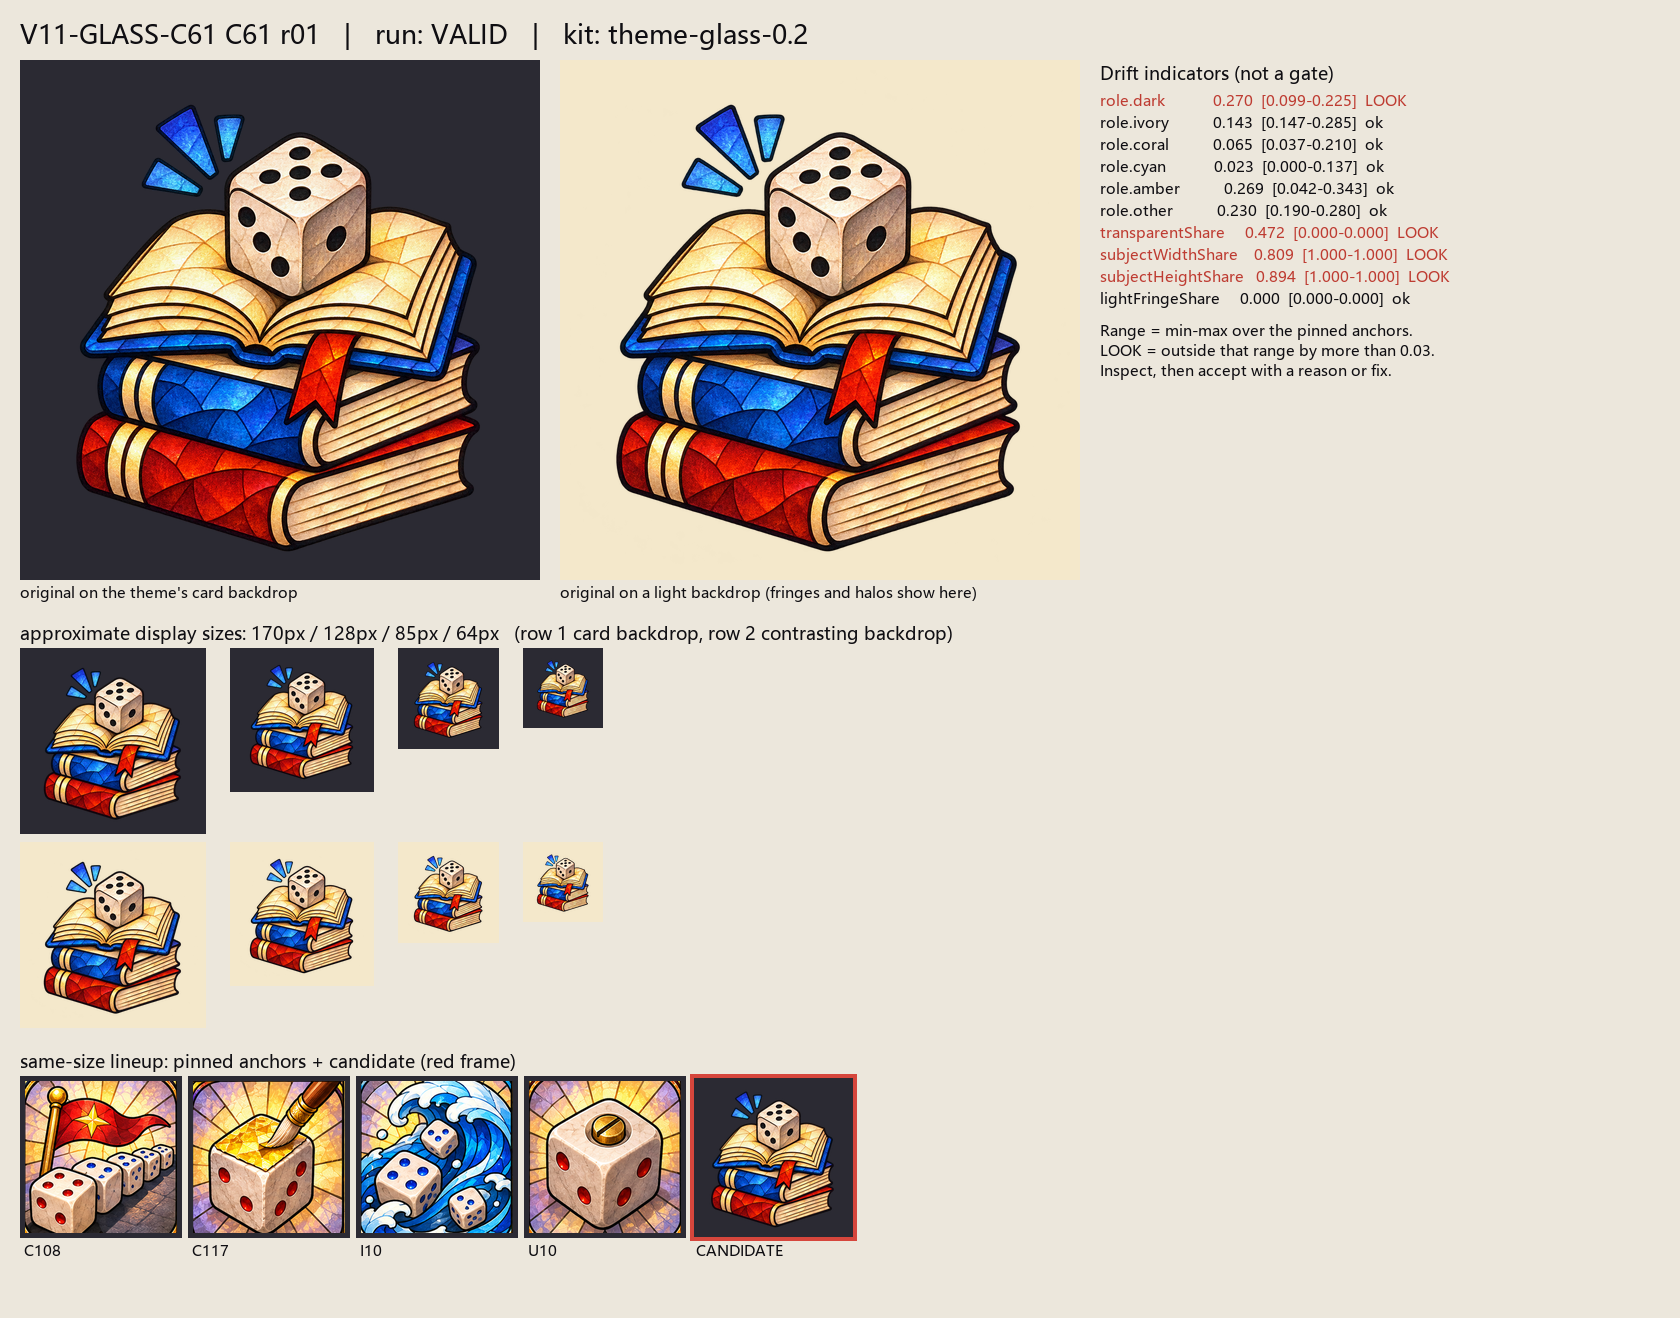 V11-GLASS-C61 C61 r01 | run: VALID | kit: theme-glass-0.2
Drift indicators (not a gate)
role.dark 0.270 [0.099-0.225] LOOK
role.ivory 0.143 [0.147-0.285] ok
role.coral 0.065 [0.037-0.210] ok
role.cyan 0.023 [0.000-0.137] ok
role.amber 0.269 [0.042-0.343] ok
role.other 0.230 [0.190-0.280] ok
transparentShare 0.472 [0.000-0.000] LOOK
subjectWidthShare 0.809 [1.000-1.000] LOOK
subjectHeightShare 0.894 [1.000-1.000] LOOK
lightFringeShare 0.000 [0.000-0.000] ok
Range = min-max over the pinned anchors.
LOOK = outside that range by more than 0.03.
Inspect, then accept with a reason or fix.
original on the theme's card backdrop
original on a light backdrop (fringes and halos show here)
approximate display sizes: 170px / 128px / 85px / 64px (row 1 card backdrop, row 2 contrasting backdrop)
same-size lineup: pinned anchors + candidate (red frame)
C108
C117
I10
U10
CANDIDATE